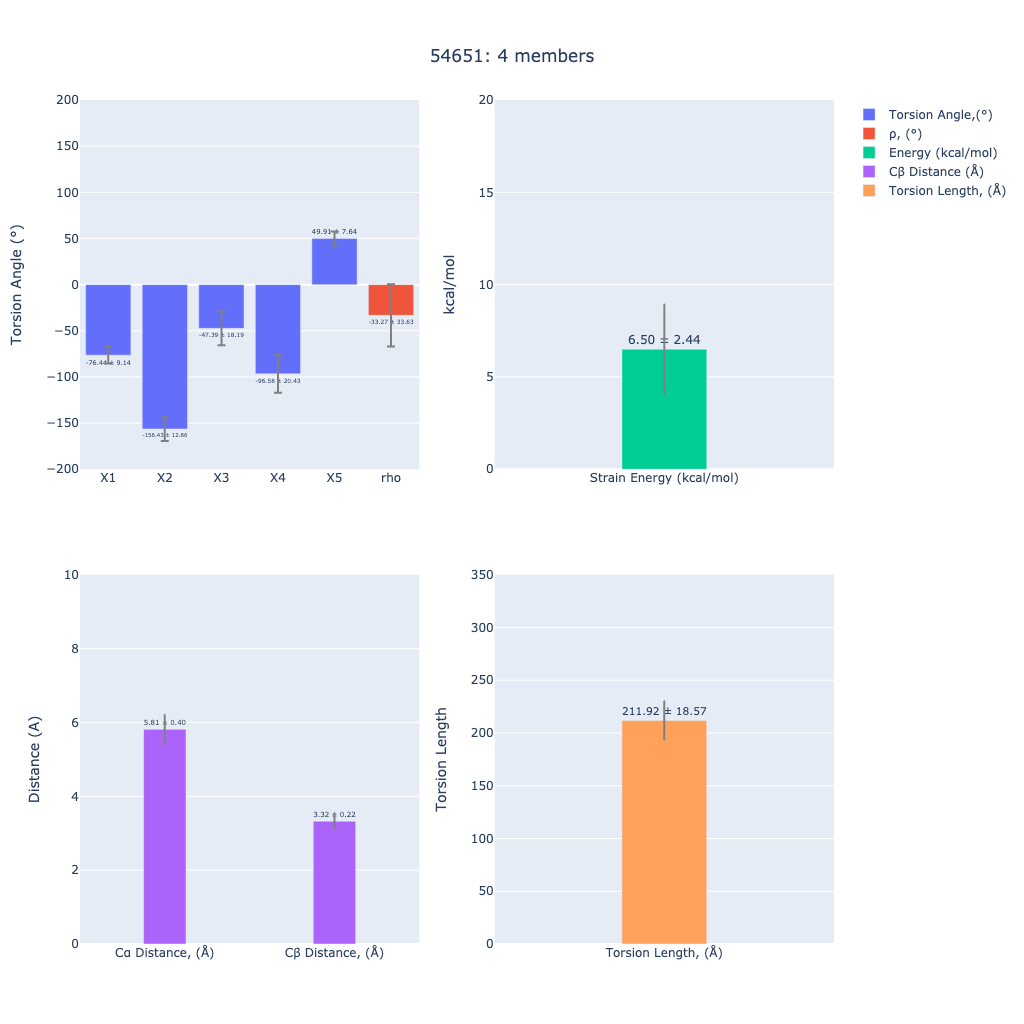 54651: 4 members
Torsion Angle (°)
200
150
100
50
0
−50
−100
−150
−200
-76.44 ± 9.14
-156.43 ± 12.86
-47.39 ± 18.19
-96.58 ± 20.43
49.91 ± 7.64
-33.27 ± 33.63
X1 X2 X3 X4 X5 rho
kcal/mol
20
15
10
5
0
6.50 ± 2.44
Strain Energy (kcal/mol)
Torsion Angle,(°)
ρ, (°)
Energy (kcal/mol)
Cβ Distance (Å)
Torsion Length, (Å)
Distance (A)
10
8
6
4
2
0
5.81 ± 0.40
3.32 ± 0.22
Cα Distance, (Å) Cβ Distance, (Å)
Torsion Length
350
300
250
200
150
100
50
0
211.92 ± 18.57
Torsion Length, (Å)